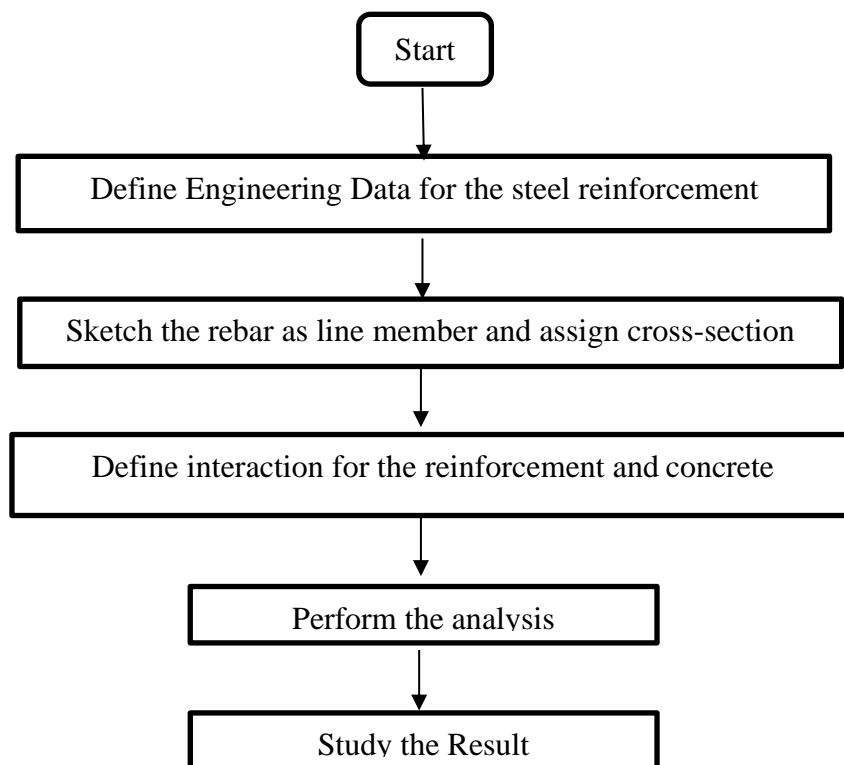 Start
Define Engineering Data for the steel reinforcement
Sketch the rebar as line member and assign cross-section
Define interaction for the reinforcement and concrete
Perform the analysis
Study the Result